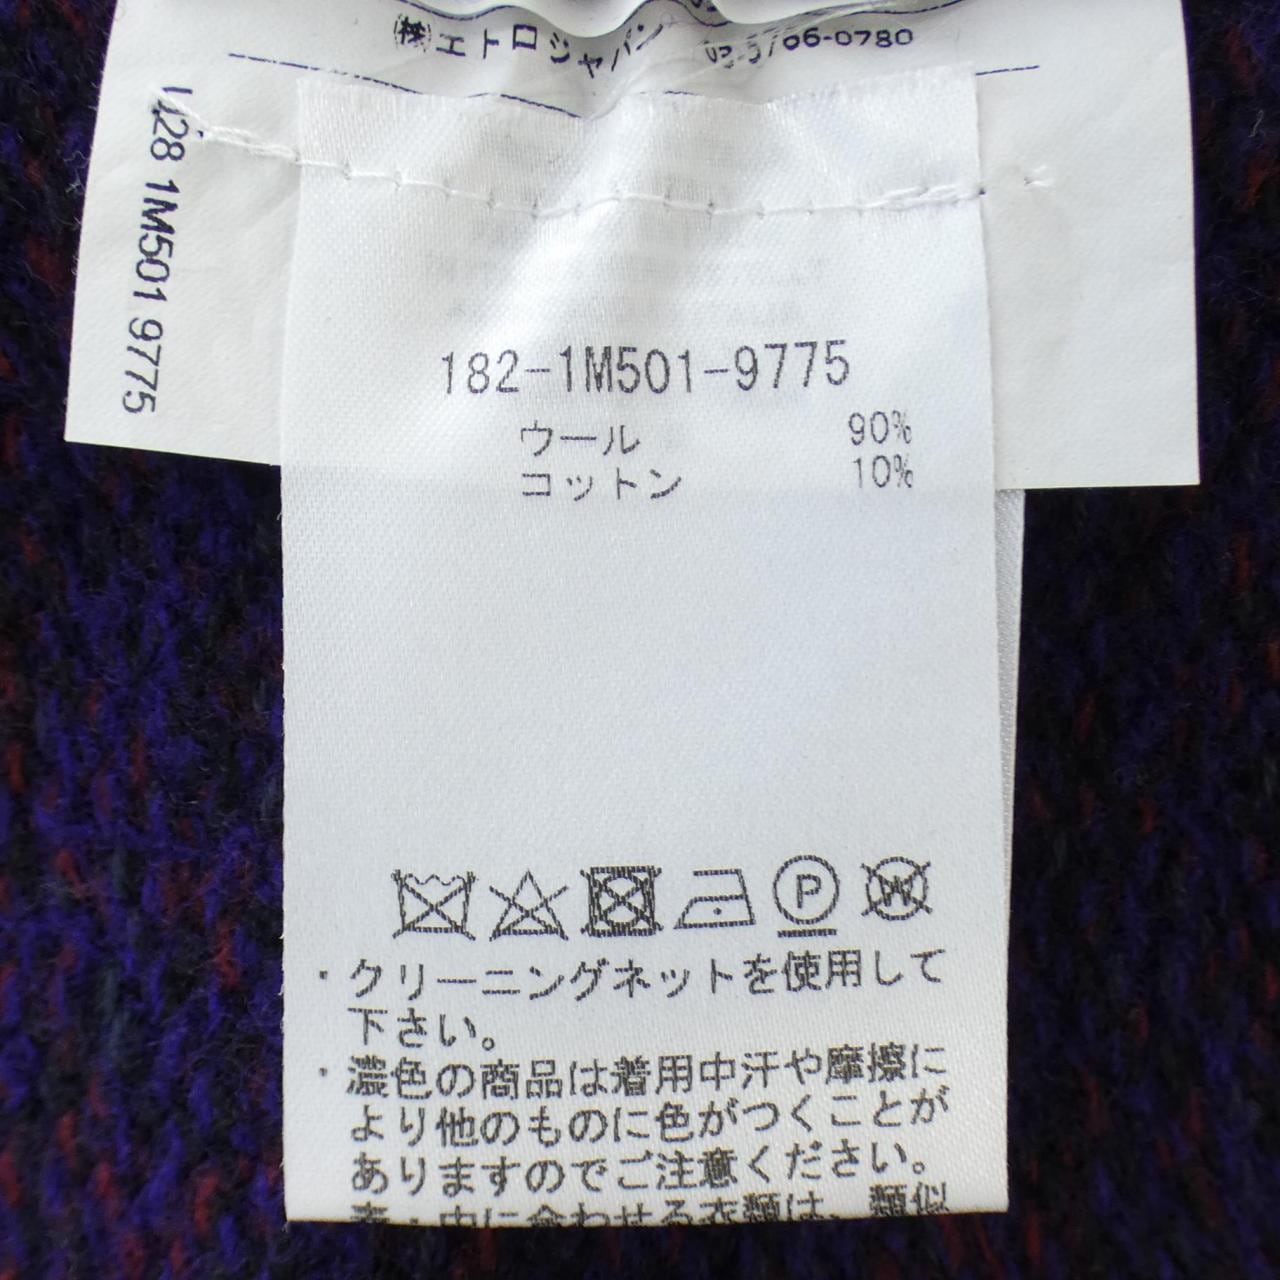 ㈱エトロジャパン
06-0780
1M501 9775
182-1M501-9775
ウール 90%
コットン 10%
P
W
・クリーニングネットを使用して
下さい。
・濃色の商品は着用中汗や摩擦に
より他のものに色がつくことが
ありますのでご注意ください。